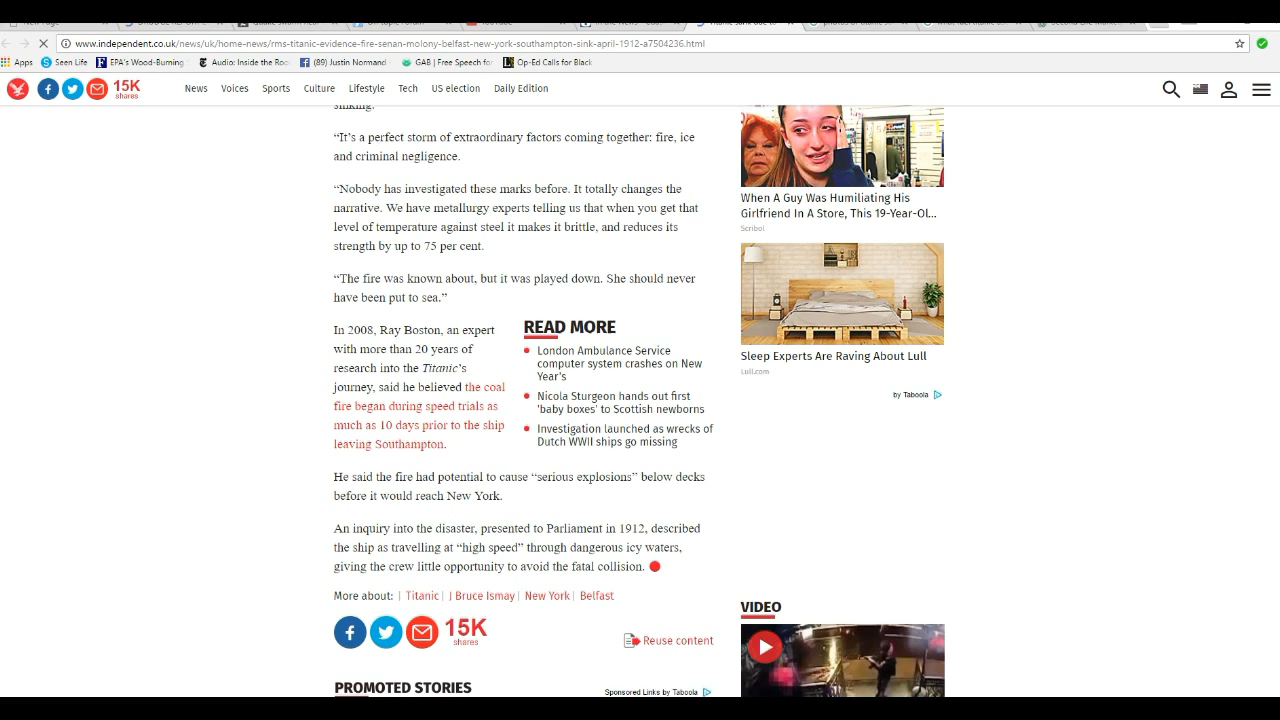 www.independent.co.uk/news/uk/home-news/rms-titanic-evidence-fire-senan-molony-belfast-new-york-southampton-sink-april-1912-a7504236.html
Apps Seen Life EPA's Wood-Burning Audio: Inside the Roo (89) Justin Normand GAB | Free Speech fo Op-Ed Calls for Black
15K
shares
News Voices Sports Culture Lifestyle Tech US election Daily Edition
sinking.
“It’s a perfect storm of extraordinary factors coming together: fire, ice
and criminal negligence.
“Nobody has investigated these marks before. It totally changes the
narrative. We have metallurgy experts telling us that when you get that
level of temperature against steel it makes it brittle, and reduces its
strength by up to 75 per cent.
“The fire was known about, but it was played down. She should never
have been put to sea.”
In 2008, Ray Boston, an expert
with more than 20 years of
research into the Titanic’s
journey, said he believed the coal
fire began during speed trials as
much as 10 days prior to the ship
leaving Southampton.
READ MORE
London Ambulance Service
computer system crashes on New
Year's
Nicola Sturgeon hands out first
'baby boxes' to Scottish newborns
Investigation launched as wrecks of
Dutch WWII ships go missing
He said the fire had potential to cause “serious explosions” below decks
before it would reach New York.
An inquiry into the disaster, presented to Parliament in 1912, described
the ship as travelling at “high speed” through dangerous icy waters,
giving the crew little opportunity to avoid the fatal collision.
More about: | Titanic | J Bruce Ismay | New York | Belfast
15K
shares
Reuse content
PROMOTED STORIES
Sponsored Links by Taboola
When A Guy Was Humiliating His
Girlfriend In A Store, This 19-Year-Ol...
Scribol
Sleep Experts Are Raving About Lull
Lull.com
by Taboola
VIDEO